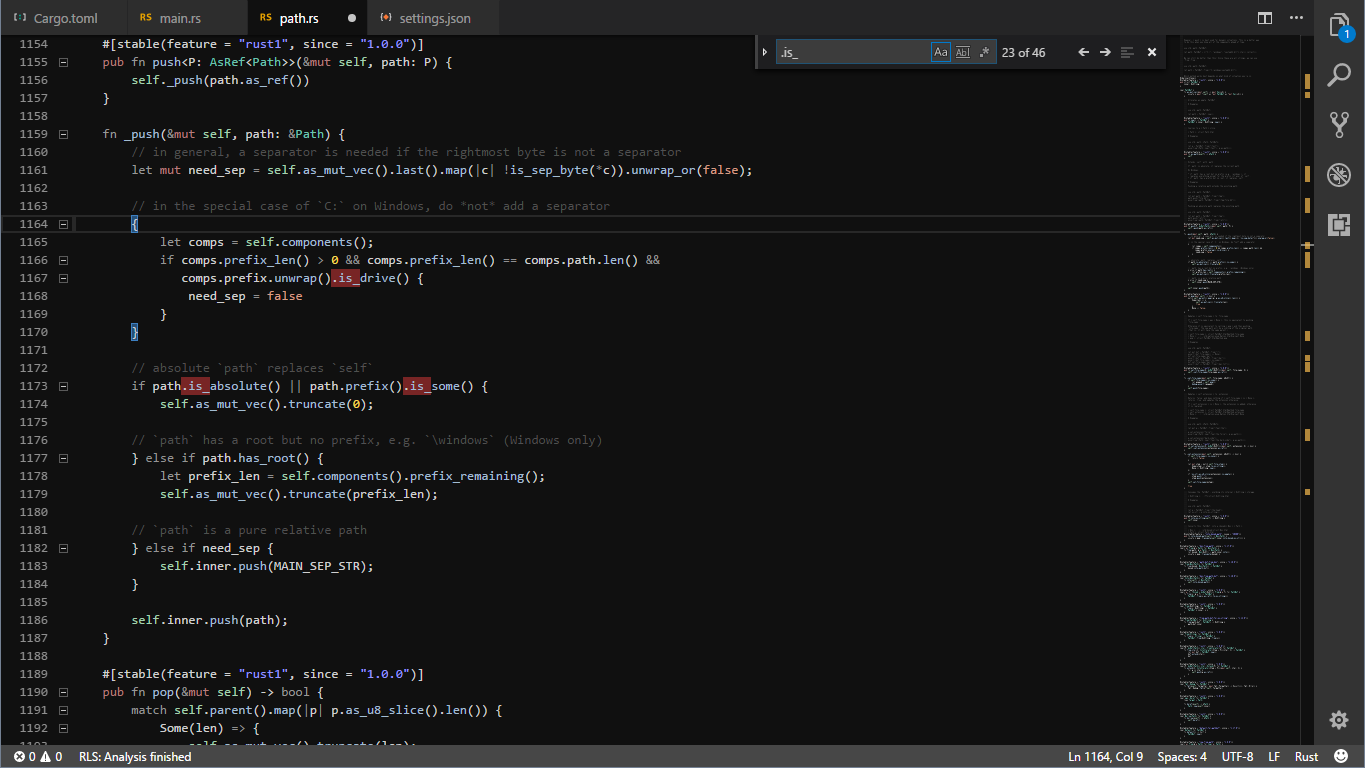 Cargo.toml main.rs path.rs settings.json
.is_ Aa Abl .* 23 of 46
1
1154 #[stable(feature = "rust1", since = "1.0.0")]
1155 pub fn push<P: AsRef<Path>>(&mut self, path: P) {
1156 self._push(path.as_ref())
1157 }
1158
1159 fn _push(&mut self, path: &Path) {
1160 // in general, a separator is needed if the rightmost byte is not a separator
1161 let mut need_sep = self.as_mut_vec().last().map(|c| !is_sep_byte(*c)).unwrap_or(false);
1162
1163 // in the special case of `C:` on Windows, do *not* add a separator
1164 {
1165 let comps = self.components();
1166 if comps.prefix_len() > 0 && comps.prefix_len() == comps.path.len() &&
1167 comps.prefix.unwrap().is_drive() {
1168 need_sep = false
1169 }
1170 }
1171
1172 // absolute `path` replaces `self`
1173 if path.is_absolute() || path.prefix().is_some() {
1174 self.as_mut_vec().truncate(0);
1175
1176 // `path` has a root but no prefix, e.g. `\windows` (Windows only)
1177 } else if path.has_root() {
1178 let prefix_len = self.components().prefix_remaining();
1179 self.as_mut_vec().truncate(prefix_len);
1180
1181 // `path` is a pure relative path
1182 } else if need_sep {
1183 self.inner.push(MAIN_SEP_STR);
1184 }
1185
1186 self.inner.push(path);
1187 }
1188
1189 #[stable(feature = "rust1", since = "1.0.0")]
1190 pub fn pop(&mut self) -> bool {
1191 match self.parent().map(|p| p.as_u8_slice().len()) {
1192 Some(len) => {
1193 self.as_mut_vec().truncate(len);
0 0 RLS: Analysis finished Ln 1164, Col 9 Spaces: 4 UTF-8 LF Rust